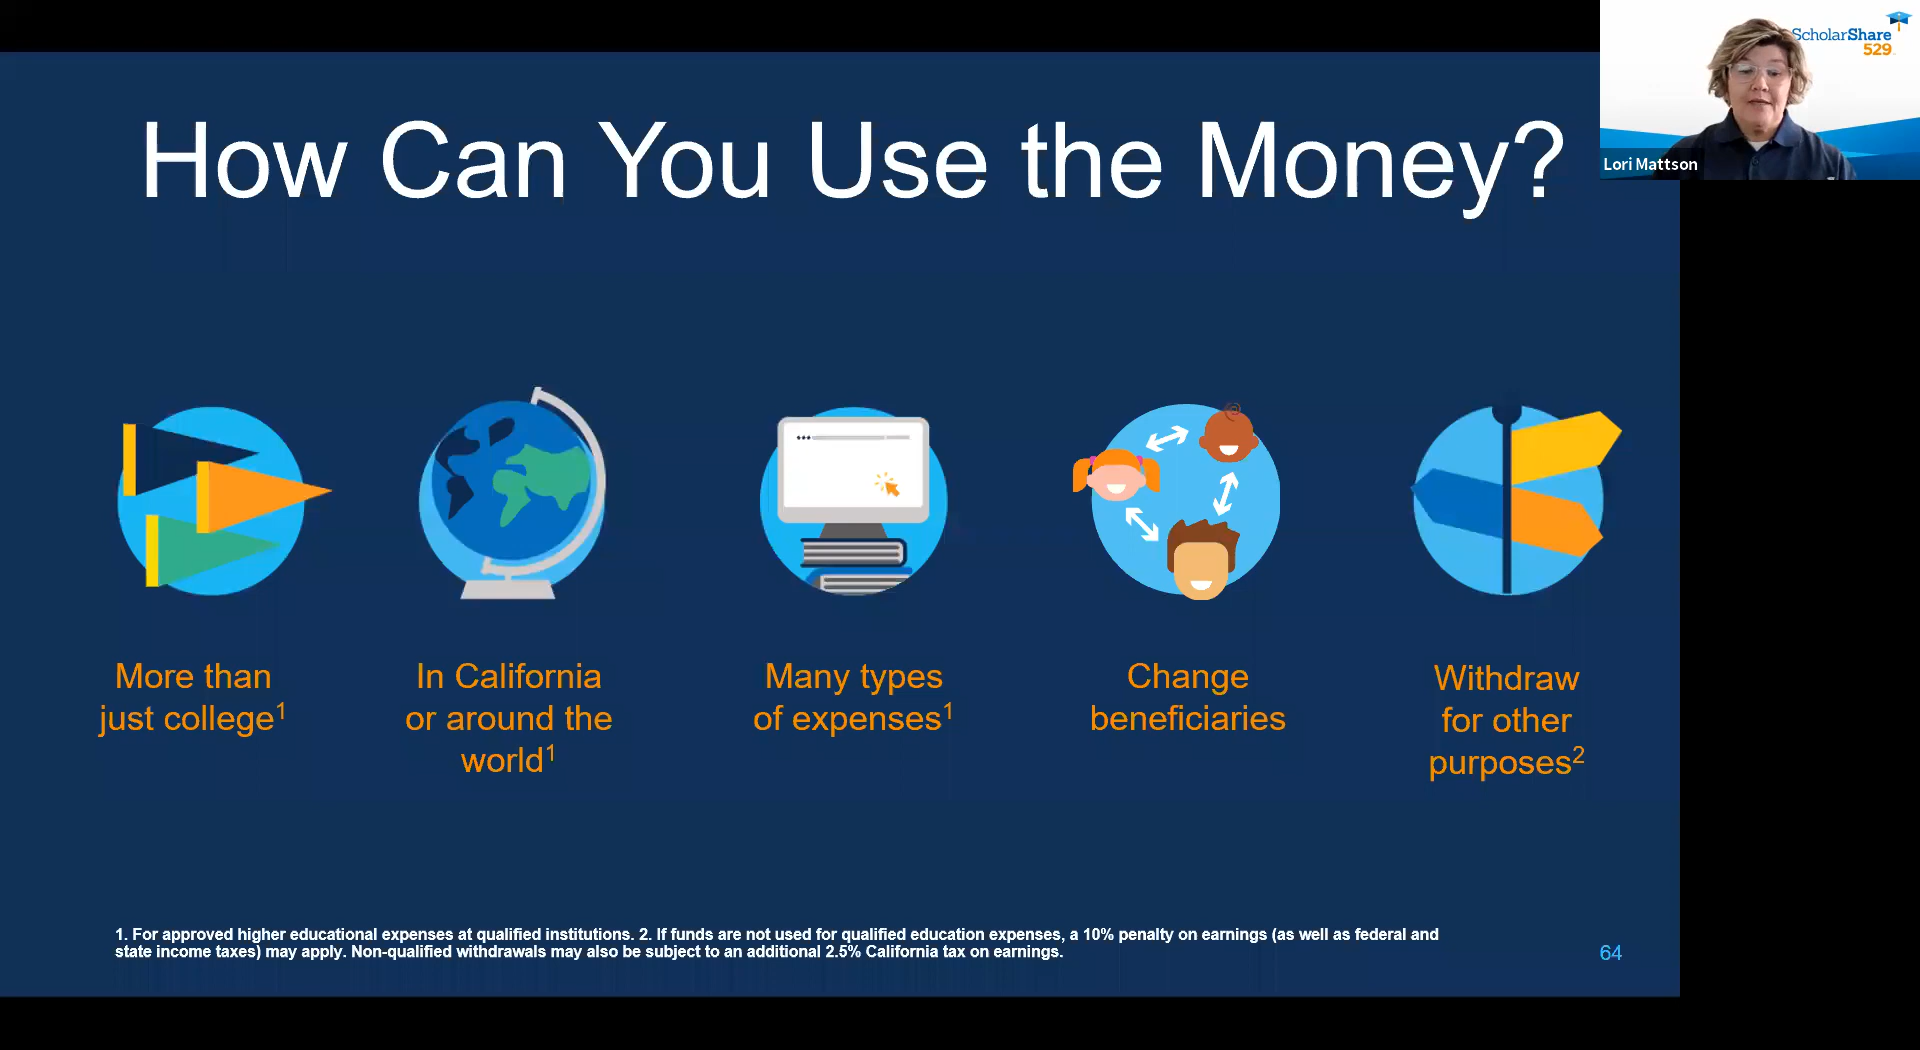 How Can You Use the Money?
ScholarShare
529
Lori Mattson
More than
just college1
In California
or around the
world1
Many types
of expenses1
Change
beneficiaries
Withdraw
for other
purposes2
1. For approved higher educational expenses at qualified institutions. 2. If funds are not used for qualified education expenses, a 10% penalty on earnings (as well as federal and
state income taxes) may apply. Non-qualified withdrawals may also be subject to an additional 2.5% California tax on earnings.
64